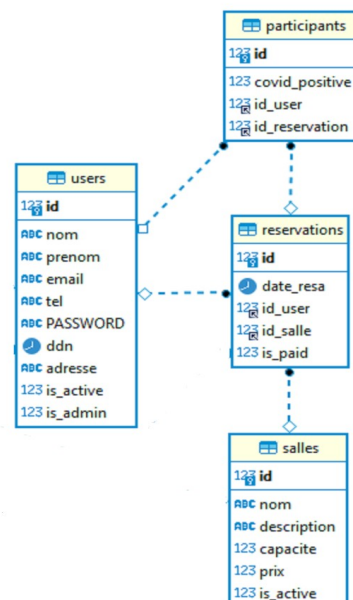 participants
123 id
123 covid_positive
123 id_user
123 id_reservation
users
123 id
ABC nom
ABC prenom
ABC email
ABC tel
ABC PASSWORD
ddn
ABC adresse
123 is_active
123 is_admin
reservations
123 id
date_resa
123 id_user
123 id_salle
123 is_paid
salles
123 id
ABC nom
ABC description
123 capacite
123 prix
123 is_active